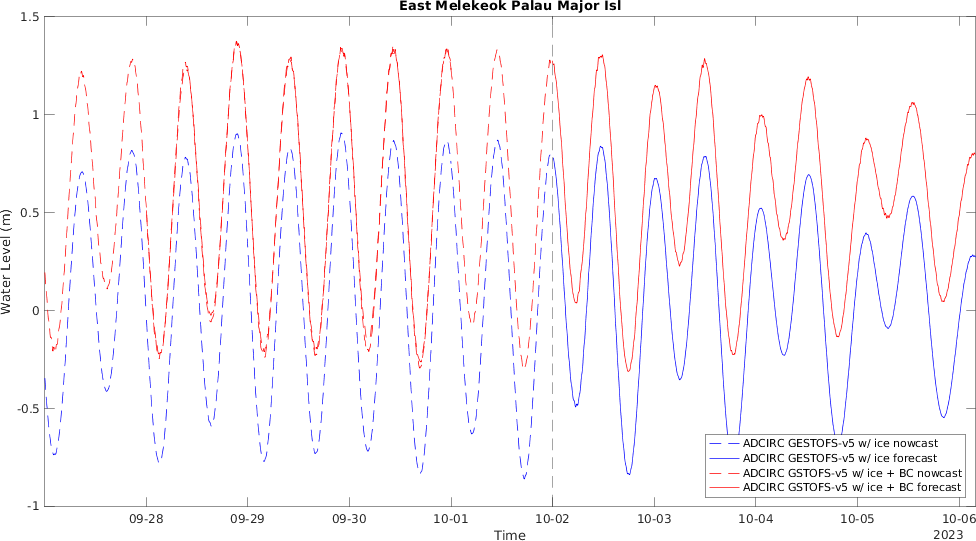 East Melekeok Palau Major Isl
1.5
1
0.5
0
-0.5
-1
Water Level (m)
ADCIRC GESTOFS-v5 w/ ice nowcast
ADCIRC GESTOFS-v5 w/ ice forecast
ADCIRC GSTOFS-v5 w/ ice + BC nowcast
ADCIRC GSTOFS-v5 w/ ice + BC forecast
09-28 09-29 09-30 10-01 10-02 10-03 10-04 10-05 10-06
Time
2023